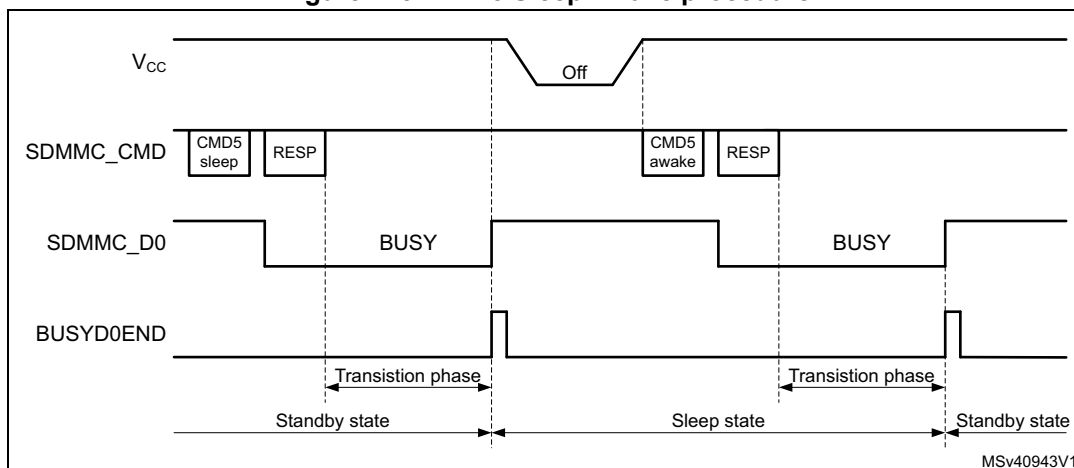 V_CC
Off
SDMMC_CMD
CMD5
sleep
RESP
CMD5
awake
RESP
SDMMC_D0
BUSY
BUSY
BUSYD0END
Transistion phase
Transistion phase
Standby state
Sleep state
Standby state
MSv40943V1